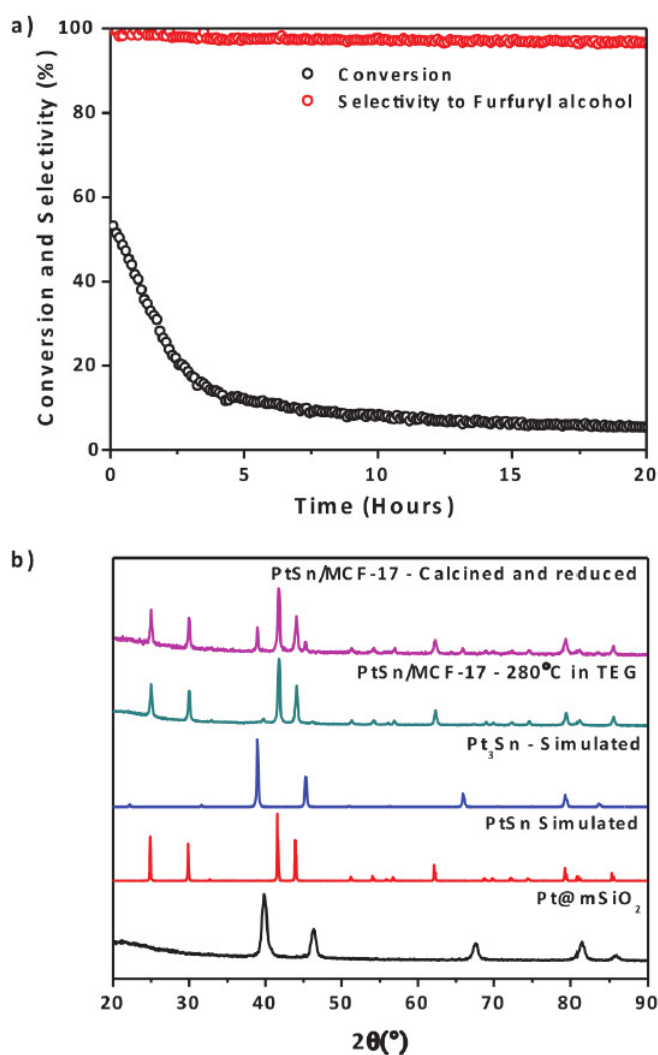 a)
100
80
60
40
20
0
Conversion and Selectivity (%)
Conversion
Selectivity to Furfuryl alcohol
0 5 10 15 20
Time (Hours)
b)
PtSn/MCF-17 - Calcined and reduced
PtSn/MCF-17 - 280°C in TEG
Pt₃Sn - Simulated
PtSn Simulated
Pt@mSiO₂
20 30 40 50 60 70 80 90
2θ(°)